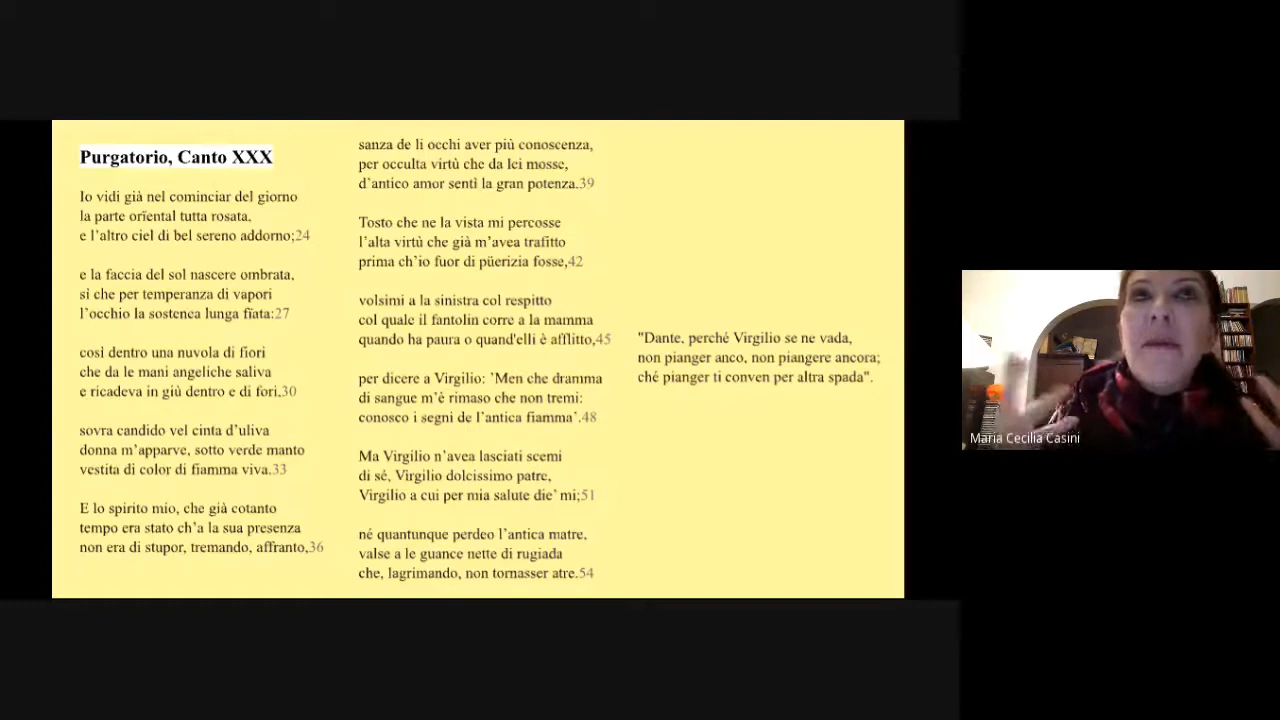 Purgatorio, Canto XXX
Io vidi già nel cominciar del giorno
la parte orïental tutta rosata,
e l'altro ciel di bel sereno addorno;24
e la faccia del sol nascere ombrata,
sì che per temperanza di vapori
l'occhio la sostenea lunga fïata:27
così dentro una nuvola di fiori
che da le mani angeliche saliva
e ricadeva in giù dentro e di fori,30
sovra candido vel cinta d'uliva
donna m'apparve, sotto verde manto
vestita di color di fiamma viva.33
E lo spirito mio, che già cotanto
tempo era stato ch'a la sua presenza
non era di stupor, tremando, affranto,36
sanza de li occhi aver più conoscenza,
per occulta virtù che da lei mosse,
d'antico amor sentì la gran potenza.39
Tosto che ne la vista mi percosse
l'alta virtù che già m'avea trafitto
prima ch'io fuor di püerizia fosse,42
volsimi a la sinistra col respitto
col quale il fantolin corre a la mamma
quando ha paura o quand'elli è afflitto,45
per dicere a Virgilio: 'Men che dramma
di sangue m'è rimaso che non tremi:
conosco i segni de l'antica fiamma'.48
Ma Virgilio n'avea lasciati scemi
di sé, Virgilio dolcissimo patre,
Virgilio a cui per mia salute die' mi;51
né quantunque perdeo l'antica matre,
valse a le guance nette di rugiada
che, lagrimando, non tornasser atre.54
"Dante, perché Virgilio se ne vada,
non pianger anco, non piangere ancora;
ché pianger ti conven per altra spada".
Maria Cecilia Casini